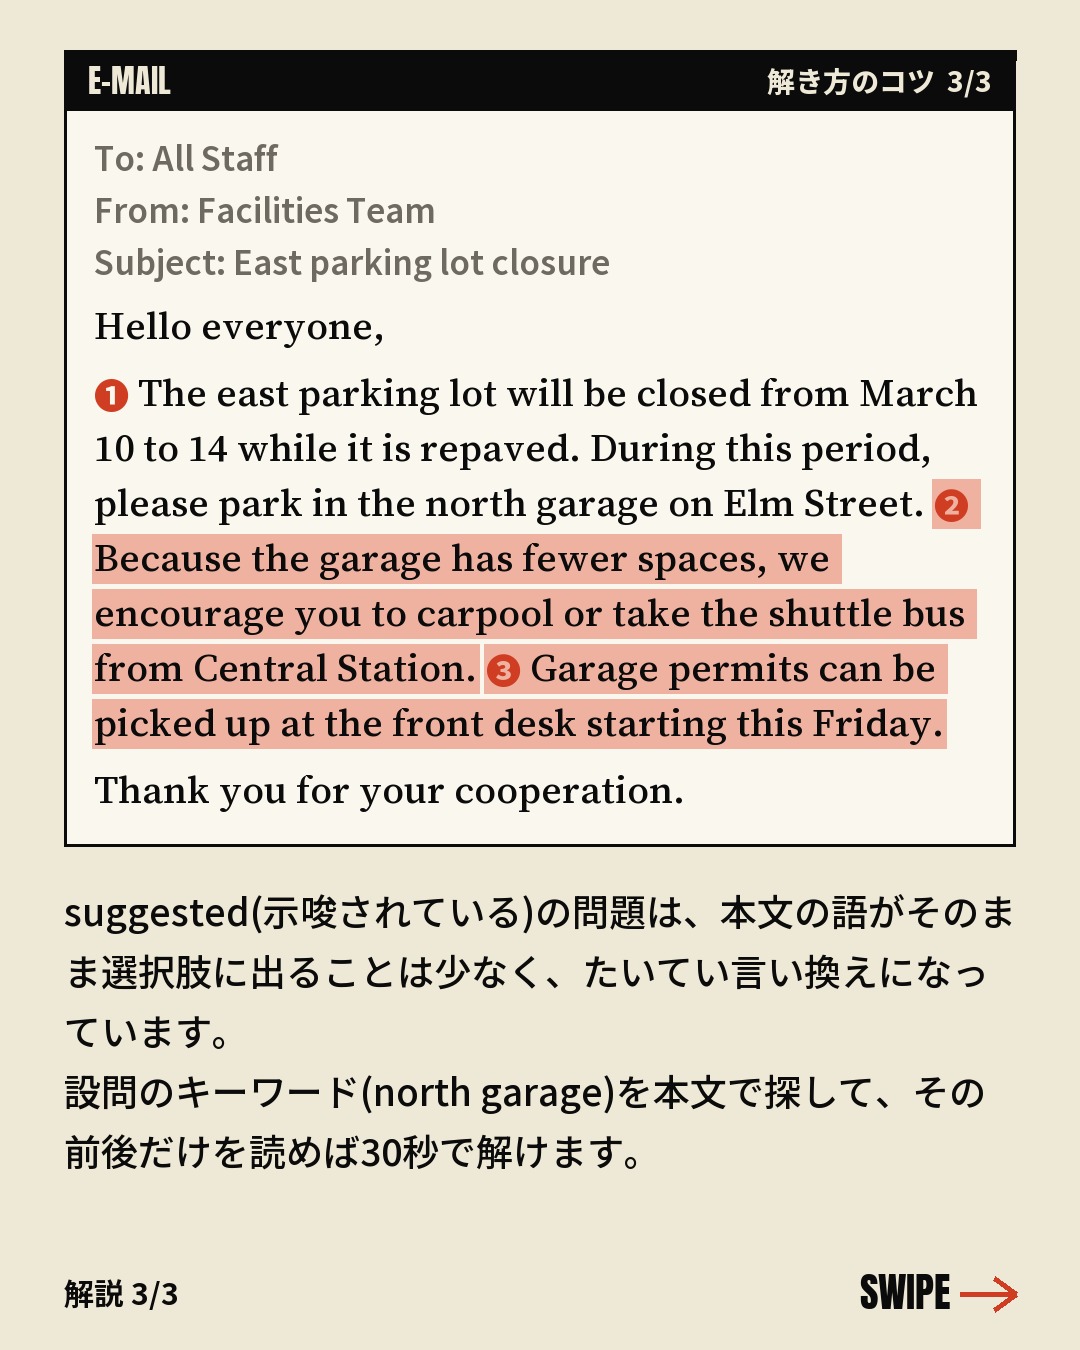 E-MAIL
解き方のコツ 3/3
To: All Staff
From: Facilities Team
Subject: East parking lot closure
Hello everyone,
❶ The east parking lot will be closed from March
10 to 14 while it is repaved. During this period,
please park in the north garage on Elm Street. ❷
Because the garage has fewer spaces, we
encourage you to carpool or take the shuttle bus
from Central Station. ❸ Garage permits can be
picked up at the front desk starting this Friday.
Thank you for your cooperation.
suggested(示唆されている)の問題は、本文の語がそのま
ま選択肢に出ることは少なく、たいてい言い換えになっ
ています。
設問のキーワード(north garage)を本文で探して、その
前後だけを読めば30秒で解けます。
解説 3/3
SWIPE